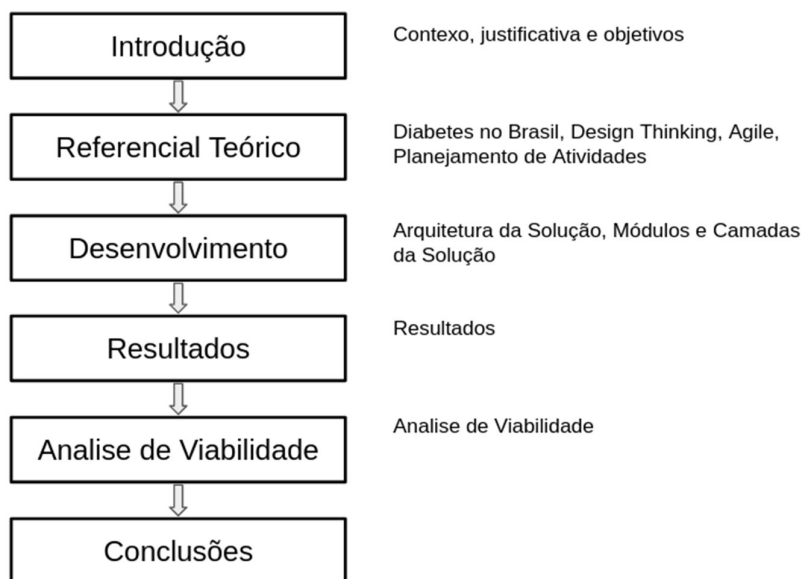 Introdução
Contexo, justificativa e objetivos
Referencial Teórico
Diabetes no Brasil, Design Thinking, Agile,
Planejamento de Atividades
Desenvolvimento
Arquitetura da Solução, Módulos e Camadas
da Solução
Resultados
Resultados
Analise de Viabilidade
Analise de Viabilidade
Conclusões